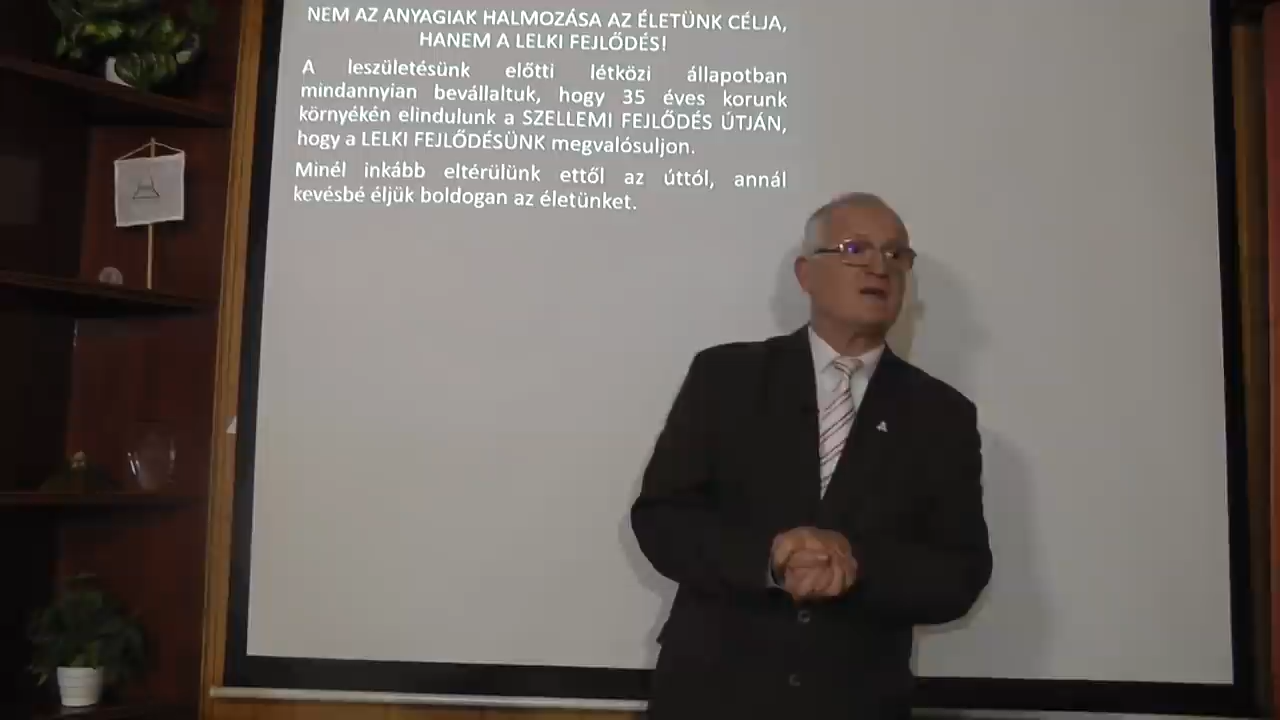 NEM AZ ANYAGIAK HALMOZÁSA AZ ÉLETÜNK CÉLJA,
HANEM A LELKI FEJLŐDÉS!
A leszületésünk előtti létközi állapotban
mindannyian bevállaltuk, hogy 35 éves korunk
környékén elindulunk a SZELLEMI FEJLŐDÉS ÚTJÁN,
hogy a LELKI FEJLŐDÉSÜNK megvalósuljon.
Minél inkább eltérülünk ettől az úttól, annál
kevésbé éljük boldogan az életünket.